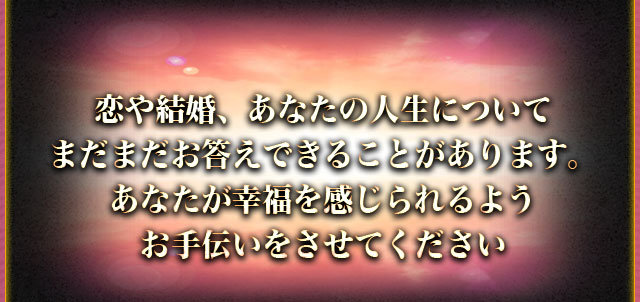 恋や結婚、あなたの人生について
まだまだお答えできることがあります。
あなたが幸福を感じられるよう
お手伝いをさせてください